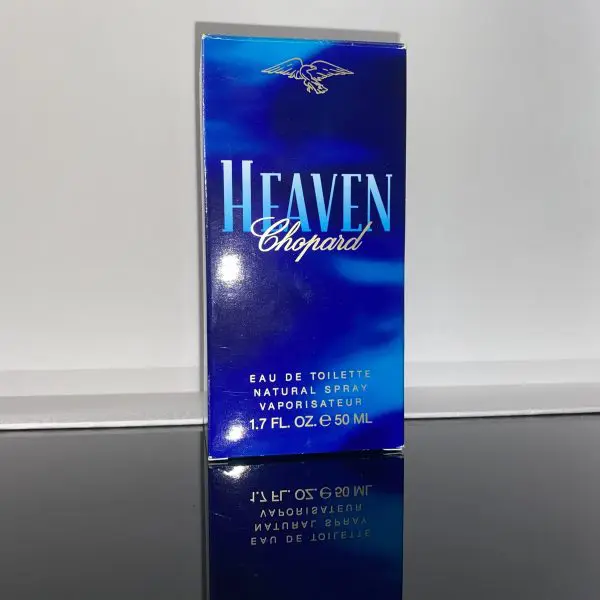 HEAVEN
Chopard
EAU DE TOILETTE
NATURAL SPRAY
VAPORISATEUR
1.7 FL. OZ. ℮ 50 ML